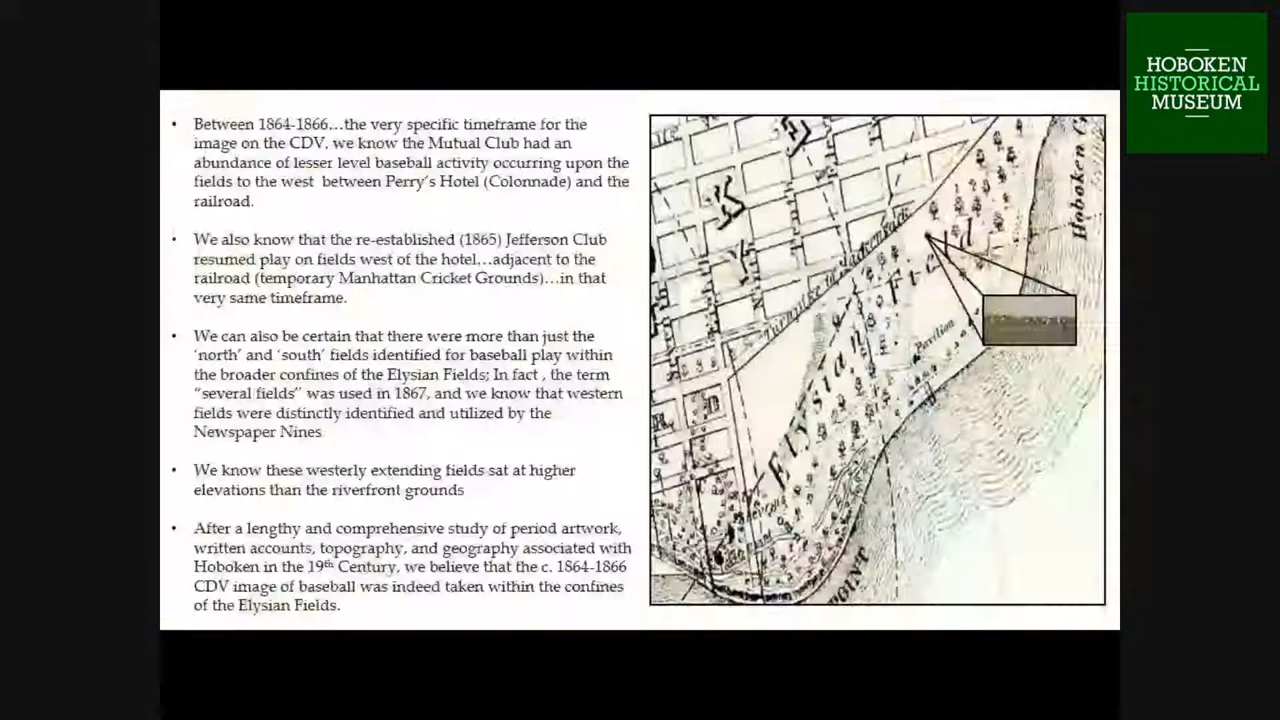 HOBOKEN
HISTORICAL
MUSEUM
• Between 1864-1866…the very specific timeframe for the
image on the CDV, we know the Mutual Club had an
abundance of lesser level baseball activity occurring upon the
fields to the west between Perry's Hotel (Colonnade) and the
railroad.
• We also know that the re-established (1865) Jefferson Club
resumed play on fields west of the hotel…adjacent to the
railroad (temporary Manhattan Cricket Grounds)…in that
very same timeframe.
• We can also be certain that there were more than just the
'north' and 'south' fields identified for baseball play within
the broader confines of the Elysian Fields; In fact , the term
"several fields" was used in 1867, and we know that western
fields were distinctly identified and utilized by the
Newspaper Nines
• We know these westerly extending fields sat at higher
elevations than the riverfront grounds
• After a lengthy and comprehensive study of period artwork,
written accounts, topography, and geography associated with
Hoboken in the 19th Century, we believe that the c. 1864-1866
CDV image of baseball was indeed taken within the confines
of the Elysian Fields.
Hoboken
Turnpike to Hackensack
Elysian Fields
Pavilion
POINT